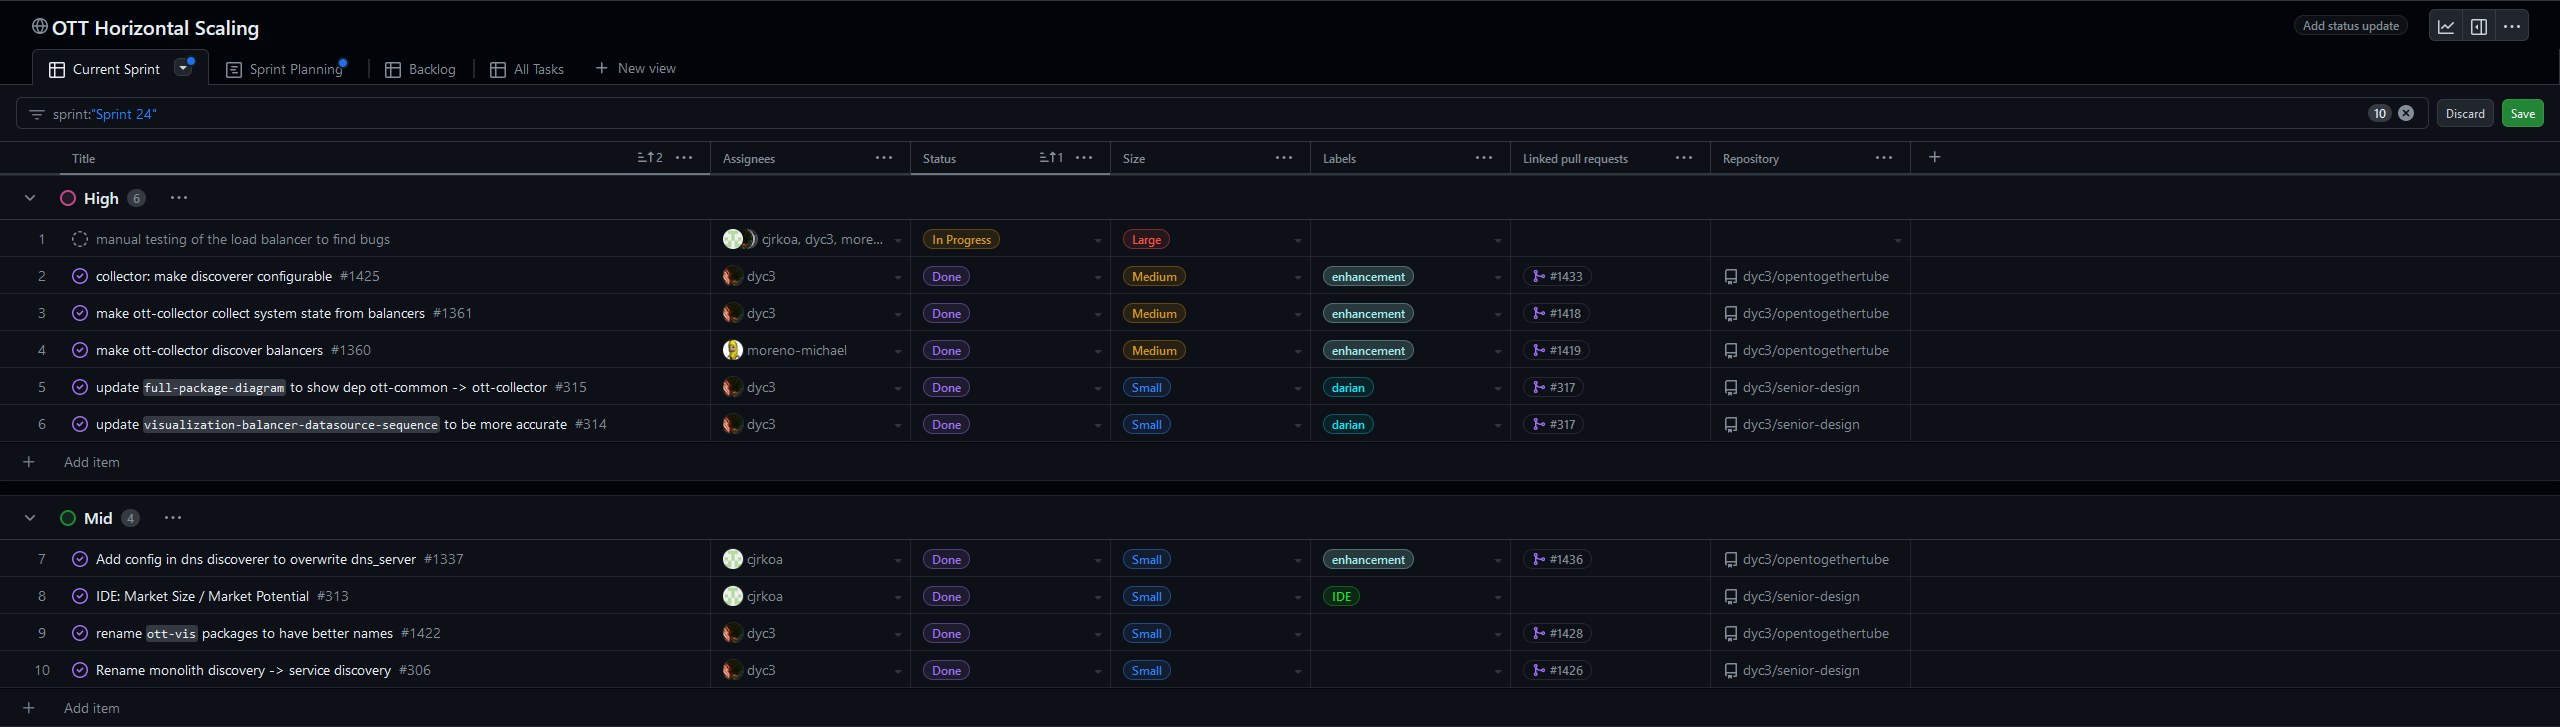 OTT Horizontal Scaling
Add status update
Current Sprint Sprint Planning Backlog All Tasks + New view
sprint:"Sprint 24" 10 Discard Save
Title 2 Assignees Status 1 Size Labels Linked pull requests Repository +
High 6
1 manual testing of the load balancer to find bugs cjrkoa, dyc3, more... In Progress Large
2 collector: make discoverer configurable #1425 dyc3 Done Medium enhancement #1433 dyc3/opentogethertube
3 make ott-collector collect system state from balancers #1361 dyc3 Done Medium enhancement #1418 dyc3/opentogethertube
4 make ott-collector discover balancers #1360 moreno-michael Done Medium enhancement #1419 dyc3/opentogethertube
5 update full-package-diagram to show dep ott-common -> ott-collector #315 dyc3 Done Small darian #317 dyc3/senior-design
6 update visualization-balancer-datasource-sequence to be more accurate #314 dyc3 Done Small darian #317 dyc3/senior-design
+ Add item
Mid 4
7 Add config in dns discoverer to overwrite dns_server #1337 cjrkoa Done Small enhancement #1436 dyc3/opentogethertube
8 IDE: Market Size / Market Potential #313 cjrkoa Done Small IDE dyc3/senior-design
9 rename ott-vis packages to have better names #1422 dyc3 Done Small #1428 dyc3/opentogethertube
10 Rename monolith discovery -> service discovery #306 dyc3 Done Small #1426 dyc3/senior-design
+ Add item